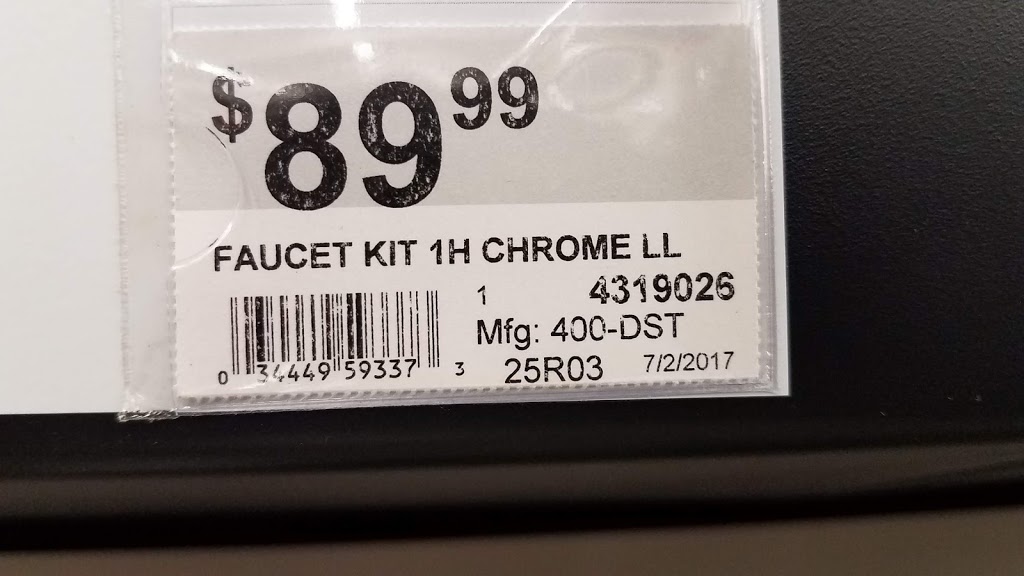 $89 99
FAUCET KIT 1H CHROME LL
1 4319026
Mfg: 400-DST
25R03 7/2/2017
0 34449 59337 3